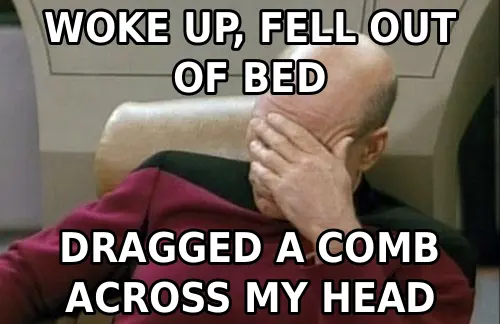 WOKE UP, FELL OUT
OF BED
DRAGGED A COMB
ACROSS MY HEAD